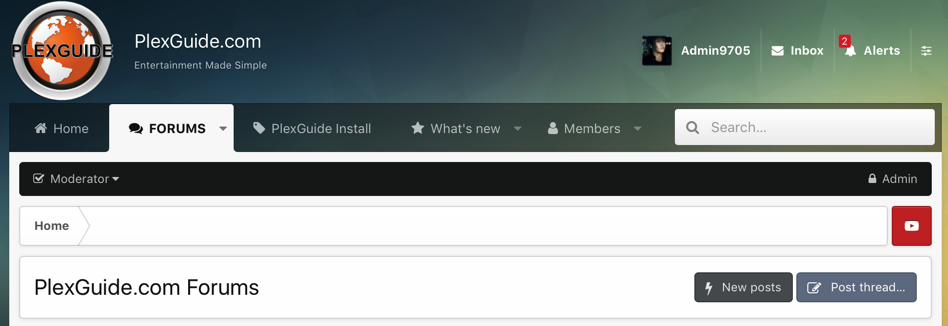 PLEXGUIDE
PlexGuide.com
Entertainment Made Simple
Admin9705 Inbox 2 Alerts
Home FORUMS PlexGuide Install What's new Members Search...
Moderator Admin
Home
PlexGuide.com Forums New posts Post thread...